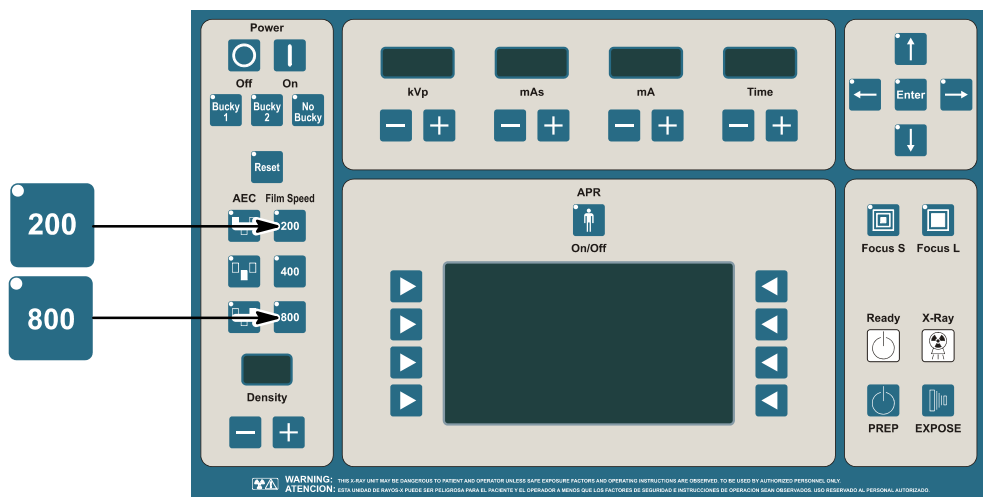 Power
Off On
Bucky 1
Bucky 2
No Bucky
Reset
AEC Film Speed
200
400
800
Density
200
800
kVp mAs mA Time
APR
On/Off
Enter
Focus S Focus L
Ready X-Ray
PREP EXPOSE
WARNING: THIS X-RAY UNIT MAY BE DANGEROUS TO PATIENT AND OPERATOR UNLESS SAFE EXPOSURE FACTORS AND OPERATING INSTRUCTIONS ARE OBSERVED. TO BE USED BY AUTHORIZED PERSONNEL ONLY.
ATENCION: ESTA UNIDAD DE RAYOS-X PUEDE SER PELIGROSA PARA EL PACIENTE Y EL OPERADOR A MENOS QUE LOS FACTORES DE SEGURIDAD E INSTRUCCIONES DE OPERACION SEAN OBSERVADOS. USO RESERVADO AL PERSONAL AUTORIZADO.